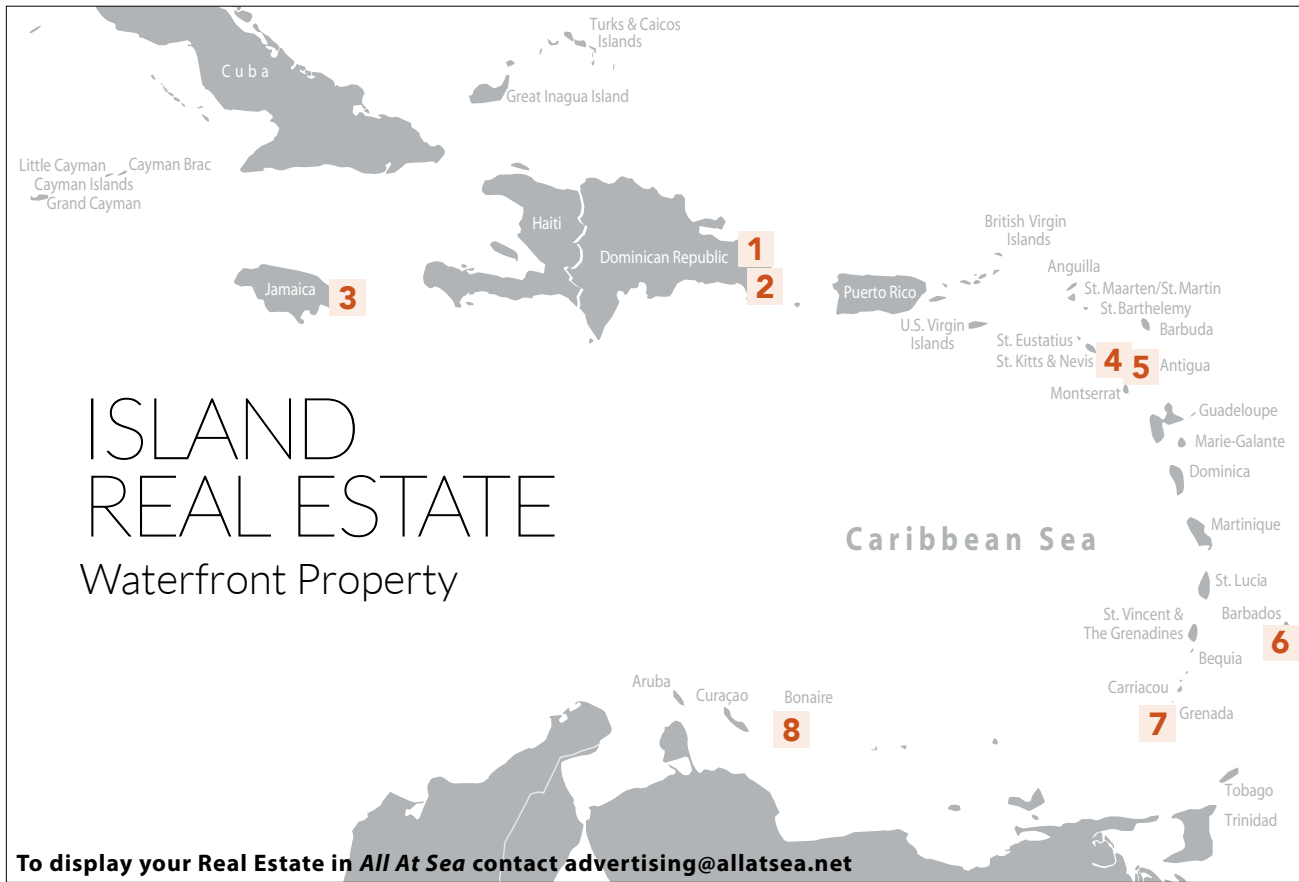 Turks & Caicos
Islands
Cuba
Great Inagua Island
Little Cayman
Cayman Brac
Cayman Islands
Grand Cayman
Haiti
Dominican Republic
1
2
Jamaica
3
Puerto Rico
British Virgin
Islands
Anguilla
St. Maarten/St. Martin
St. Barthelemy
Barbuda
U.S. Virgin
Islands
St. Eustatius
St. Kitts & Nevis
4
5
Antigua
Montserrat
Guadeloupe
Marie-Galante
Dominica
ISLAND
REAL ESTATE
Waterfront Property
Caribbean Sea
Martinique
St. Lucia
St. Vincent &
The Grenadines
Barbados
6
Bequia
Carriacou
7
Grenada
Aruba
Curaçao
Bonaire
8
Tobago
Trinidad
To display your Real Estate in All At Sea contact advertising@allatsea.net